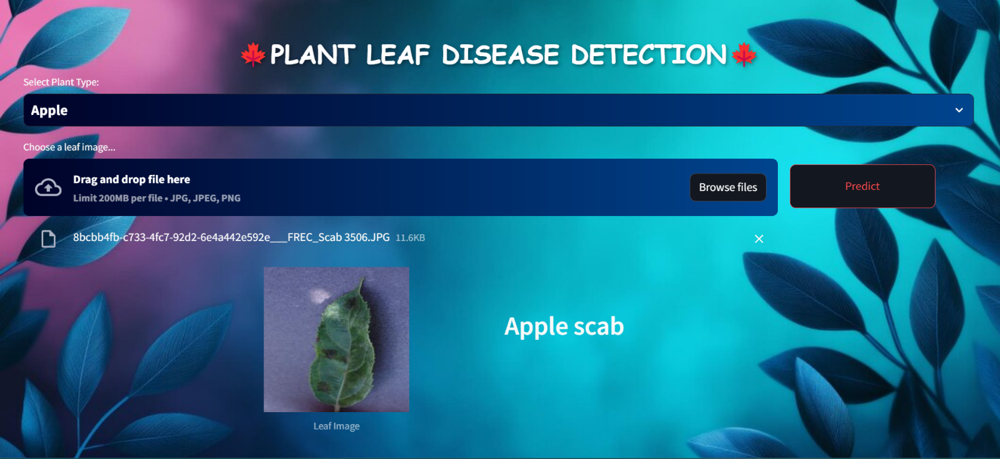 PLANT LEAF DISEASE DETECTION
Select Plant Type:
Apple
Choose a leaf image...
Drag and drop file here
Limit 200MB per file • JPG, JPEG, PNG
Browse files
Predict
8bcbb4fb-c733-4fc7-92d2-6e4a442e592e___FREC_Scab 3506.JPG 11.6KB
Apple scab
Leaf Image